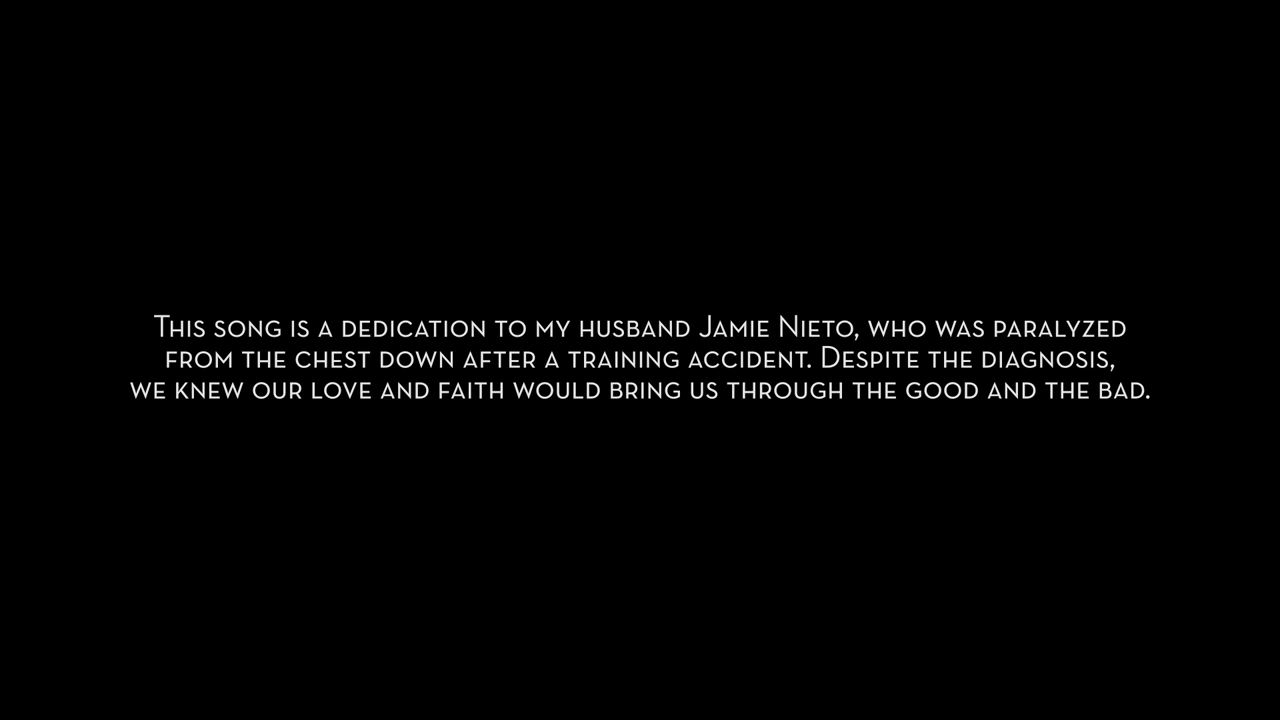 This song is a dedication to my husband Jamie Nieto, who was paralyzed
from the chest down after a training accident. Despite the diagnosis,
we knew our love and faith would bring us through the good and the bad.